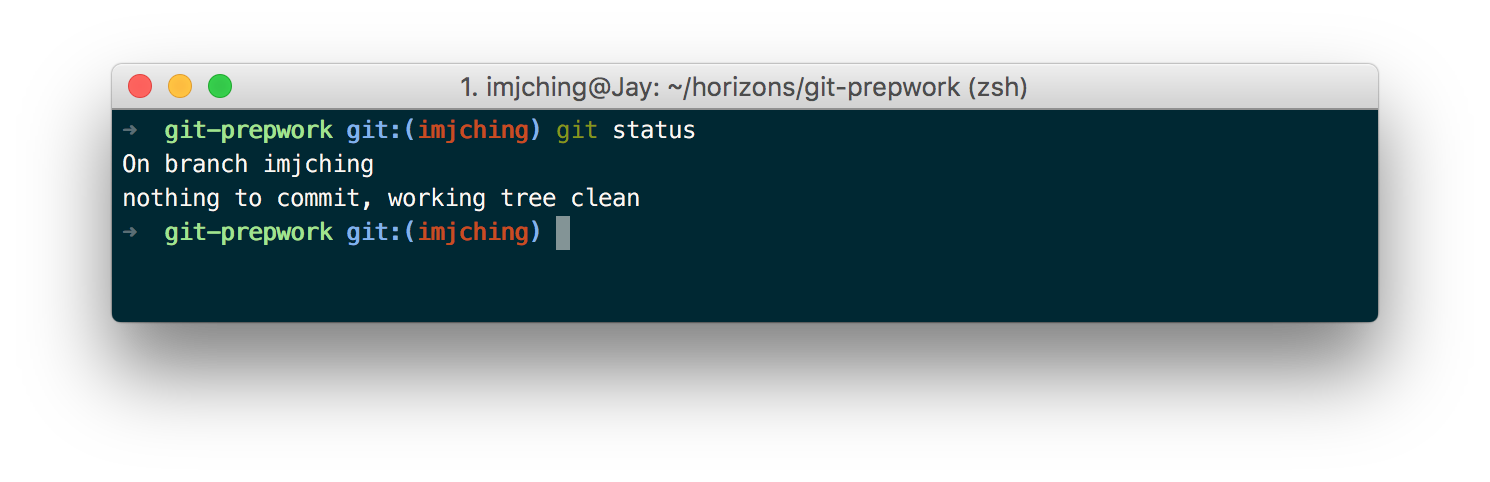 1. imjching@Jay: ~/horizons/git-prepwork (zsh)
➜  git-prepwork git:(imjching) git status
On branch imjching
nothing to commit, working tree clean
➜  git-prepwork git:(imjching)